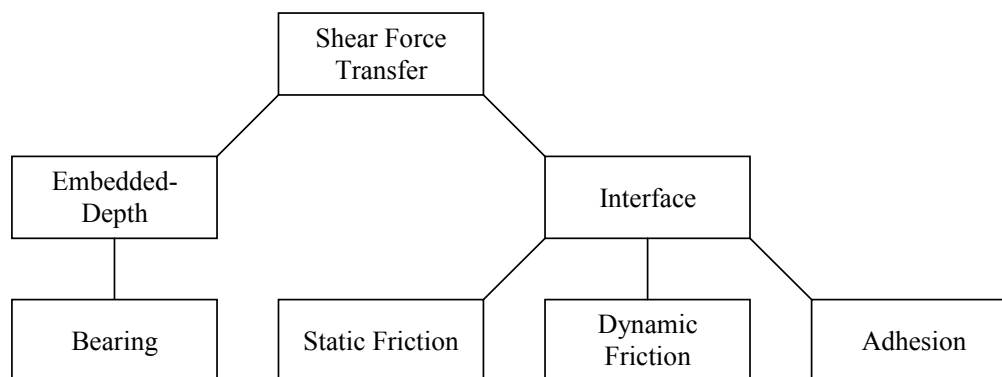 Shear Force
Transfer
Embedded-
Depth
Interface
Bearing
Static Friction
Dynamic
Friction
Adhesion